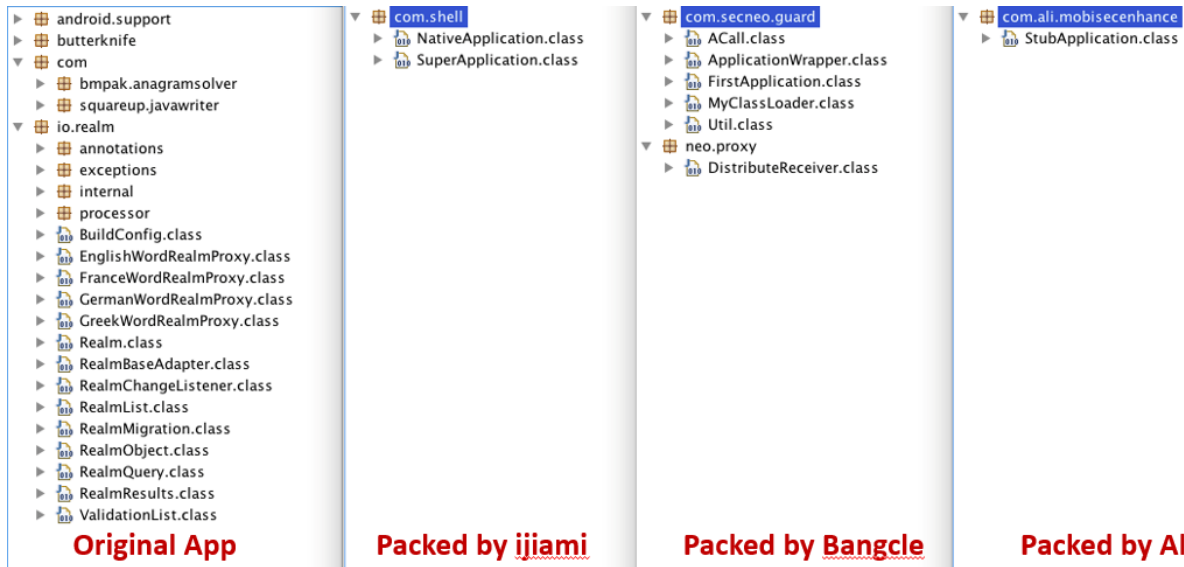 android.support
butterknife
com
bmpak.anagramsolver
squareup.javawriter
io.realm
annotations
exceptions
internal
processor
BuildConfig.class
EnglishWordRealmProxy.class
FranceWordRealmProxy.class
GermanWordRealmProxy.class
GreekWordRealmProxy.class
Realm.class
RealmBaseAdapter.class
RealmChangeListener.class
RealmList.class
RealmMigration.class
RealmObject.class
RealmQuery.class
RealmResults.class
ValidationList.class
Original App
com.shell
NativeApplication.class
SuperApplication.class
Packed by ijiami
com.secneo.guard
ACall.class
ApplicationWrapper.class
FirstApplication.class
MyClassLoader.class
Util.class
neo.proxy
DistributeReceiver.class
Packed by Bangcle
com.ali.mobisecenhance
StubApplication.class
Packed by